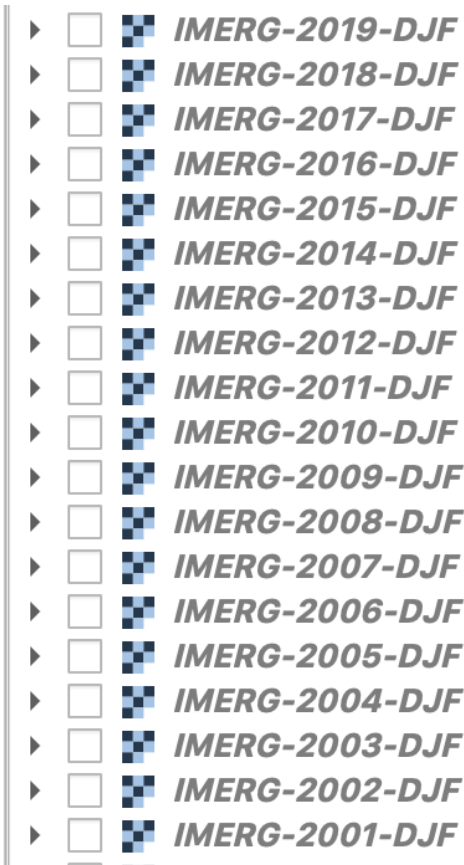 IMERG-2019-DJF
IMERG-2018-DJF
IMERG-2017-DJF
IMERG-2016-DJF
IMERG-2015-DJF
IMERG-2014-DJF
IMERG-2013-DJF
IMERG-2012-DJF
IMERG-2011-DJF
IMERG-2010-DJF
IMERG-2009-DJF
IMERG-2008-DJF
IMERG-2007-DJF
IMERG-2006-DJF
IMERG-2005-DJF
IMERG-2004-DJF
IMERG-2003-DJF
IMERG-2002-DJF
IMERG-2001-DJF